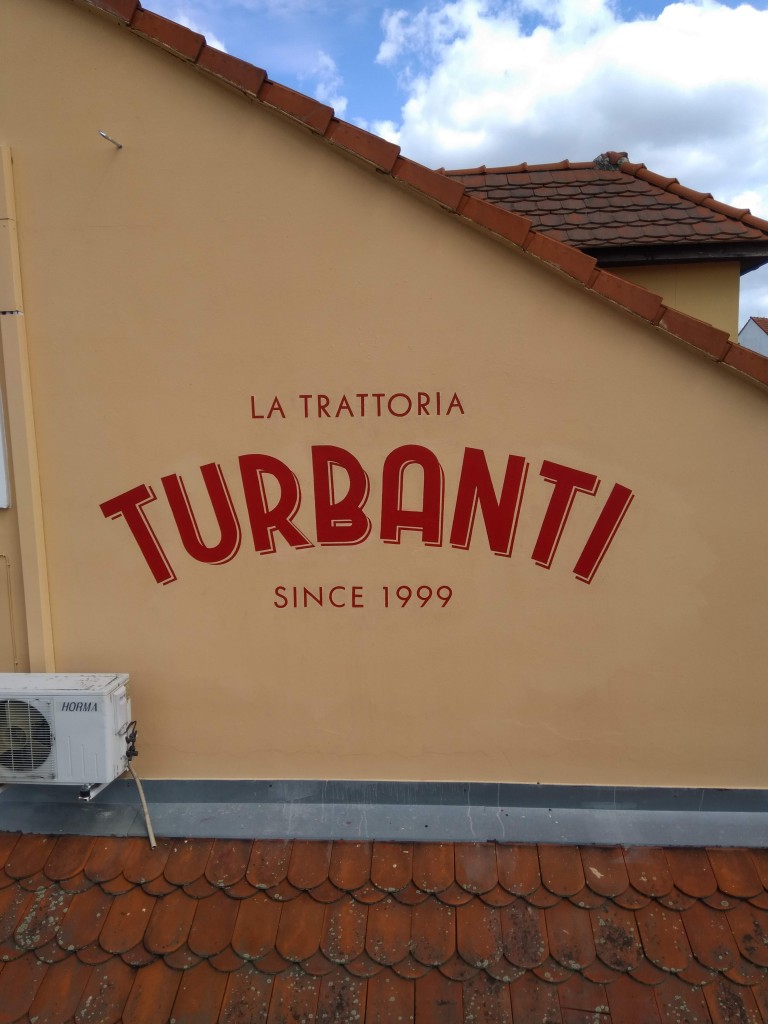 LA TRATTORIA
TURBANTI
SINCE 1999
HORMA